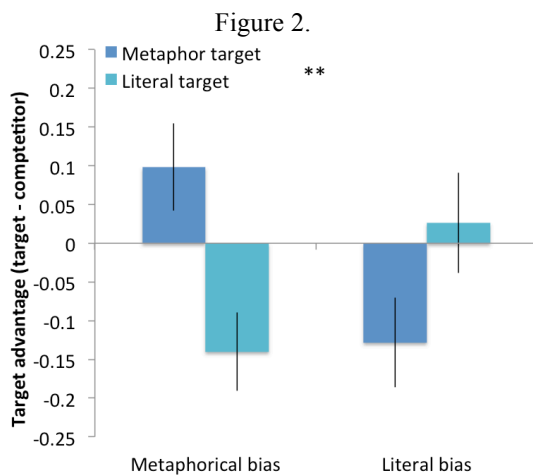 Figure 2.
Metaphor target
Literal target
**
Target advantage (target - comptetitor)
0.25
0.2
0.15
0.1
0.05
0
-0.05
-0.1
-0.15
-0.2
-0.25
Metaphorical bias
Literal bias